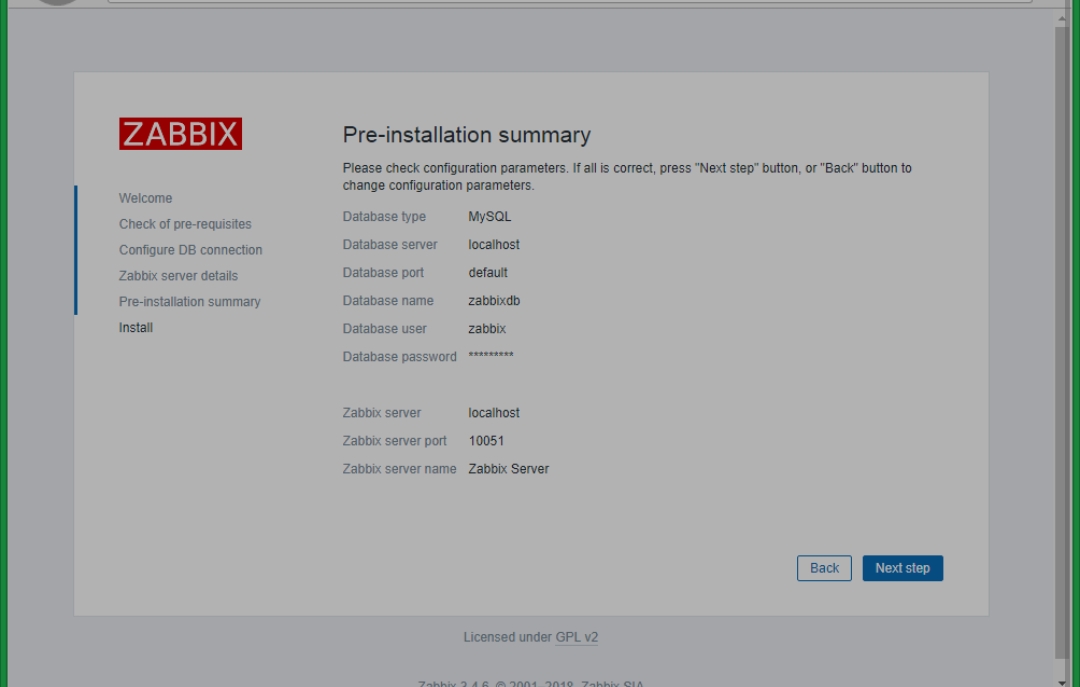 ZABBIX
Welcome
Check of pre-requisites
Configure DB connection
Zabbix server details
Pre-installation summary
Install
Pre-installation summary
Please check configuration parameters. If all is correct, press "Next step" button, or "Back" button to
change configuration parameters.
Database type MySQL
Database server localhost
Database port default
Database name zabbixdb
Database user zabbix
Database password *********
Zabbix server localhost
Zabbix server port 10051
Zabbix server name Zabbix Server
Back Next step
Licensed under GPL v2
Zabbix 3.4.6. © 2001–2018, Zabbix SIA